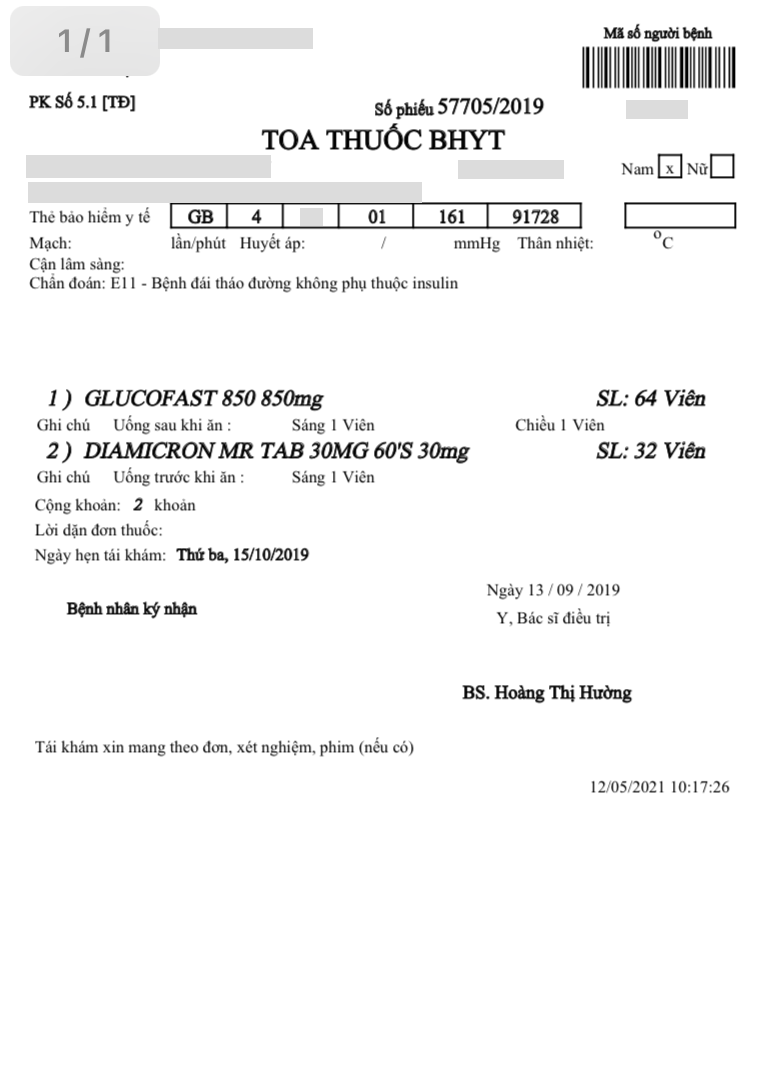 1/1
Mã số người bệnh
PK Số 5.1 [TĐ]
Số phiếu 57705/2019
TOA THUỐC BHYT
Nam x Nữ
Thẻ bảo hiểm y tế GB 4 01 161 91728
Mạch: lần/phút Huyết áp: / mmHg Thân nhiệt: °C
Cận lâm sàng:
Chẩn đoán: E11 - Bệnh đái tháo đường không phụ thuộc insulin
1 ) GLUCOFAST 850 850mg SL: 64 Viên
Ghi chú Uống sau khi ăn : Sáng 1 Viên Chiều 1 Viên
2 ) DIAMICRON MR TAB 30MG 60'S 30mg SL: 32 Viên
Ghi chú Uống trước khi ăn : Sáng 1 Viên
Cộng khoản: 2 khoản
Lời dặn đơn thuốc:
Ngày hẹn tái khám: Thứ ba, 15/10/2019
Ngày 13 / 09 / 2019
Bệnh nhân ký nhận
Y, Bác sĩ điều trị
BS. Hoàng Thị Hường
Tái khám xin mang theo đơn, xét nghiệm, phim (nếu có)
12/05/2021 10:17:26